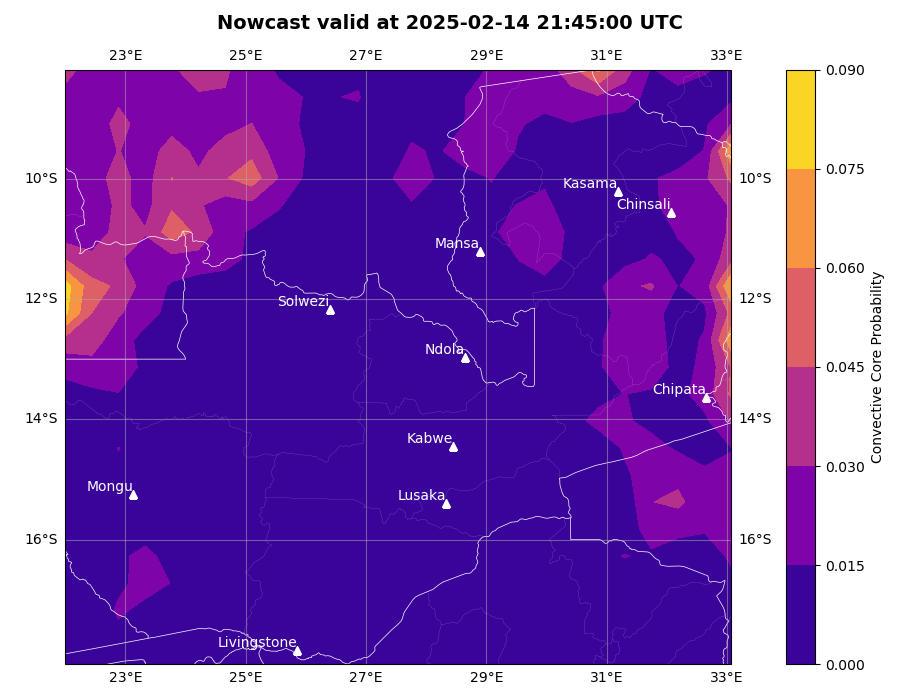 Nowcast valid at 2025-02-14 21:45:00 UTC
23°E 25°E 27°E 29°E 31°E 33°E
0.090
0.075
10°S 10°S
Kasama
Chinsali
Mansa
0.060
12°S 12°S
Solwezi
Ndola
0.045
Chipata
14°S 14°S
Kabwe
0.030
Mongu
Lusaka
16°S 16°S
0.015
Livingstone
0.000
23°E 25°E 27°E 29°E 31°E 33°E
Convective Core Probability